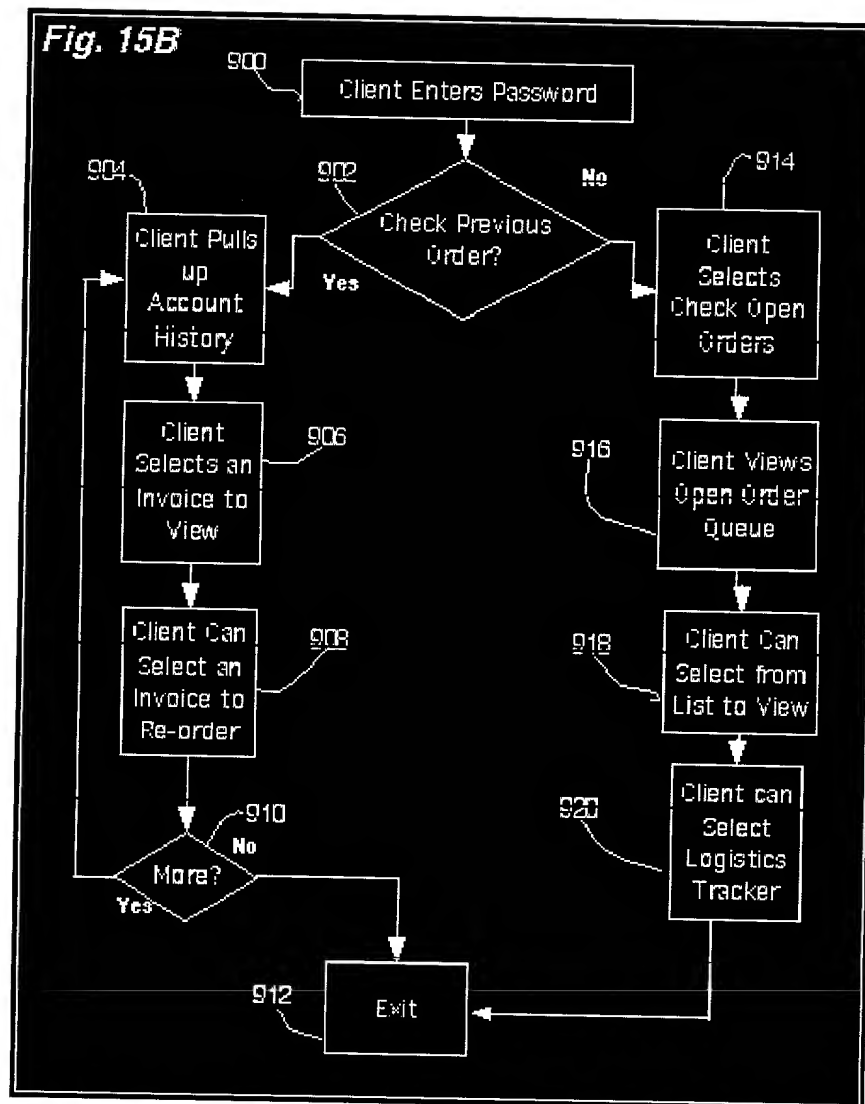 Fig. 15B
900
Client Enters Password
902
No
914
904
Check Previous
Order?
Yes
Client Pulls
up
Account
History
Client
Selects
Check Open
Orders
Client
Selects an
Invoice to
View
906
916
Client Views
Open Order
Queue
Client Can
Select an
Invoice to
Re-order
908
918
Client Can
Select from
List to View
910
No
More?
Yes
920
Client can
Select
Logistics
Tracker
912
Exit